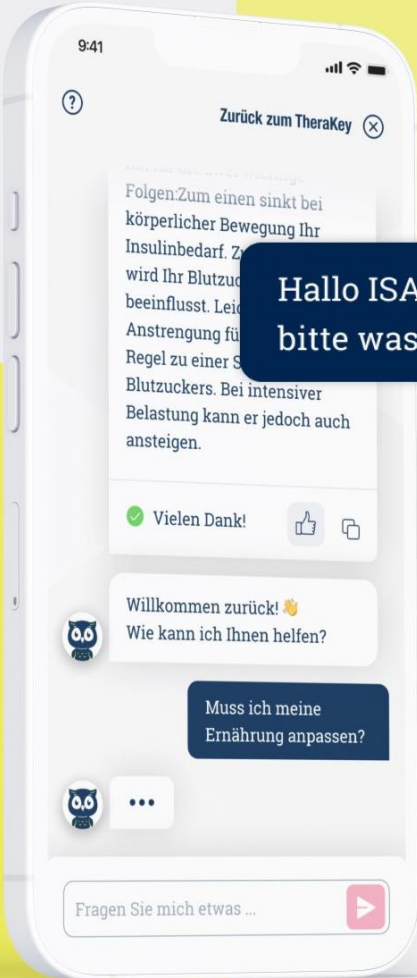 9:41
Zurück zum TheraKey
Folgen:Zum einen sinkt bei
körperlicher Bewegung Ihr
Insulinbedarf.
wird Ihr
beeinflusst.
Anstrengung
Regel zu einer
Blutzuckers. Bei intensiver
Belastung kann er jedoch auch
ansteigen.
Hallo
bitte was
Vielen Dank!
Willkommen zurück! 👋
Wie kann ich Ihnen helfen?
Muss ich meine
Ernährung anpassen?
Fragen Sie mich etwas ...